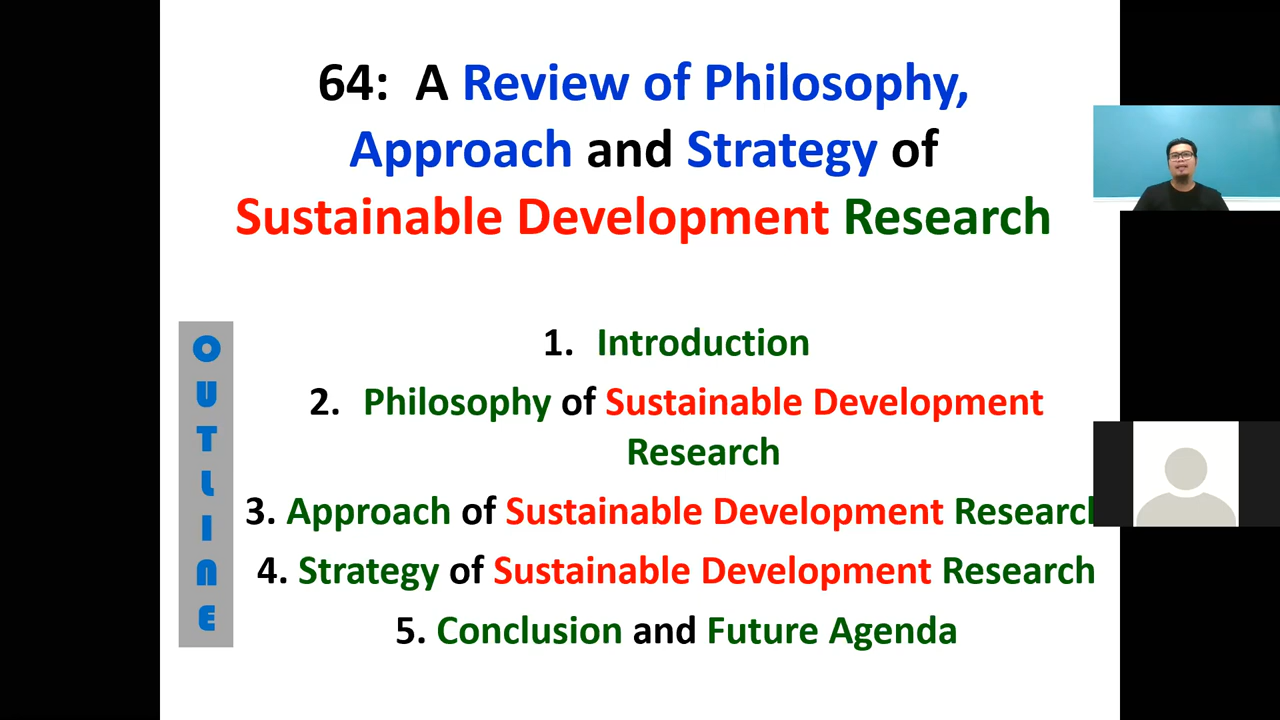 64: A Review of Philosophy,
Approach and Strategy of
Sustainable Development Research
OUTLINE
1. Introduction
2. Philosophy of Sustainable Development
Research
3. Approach of Sustainable Development Research
4. Strategy of Sustainable Development Research
5. Conclusion and Future Agenda